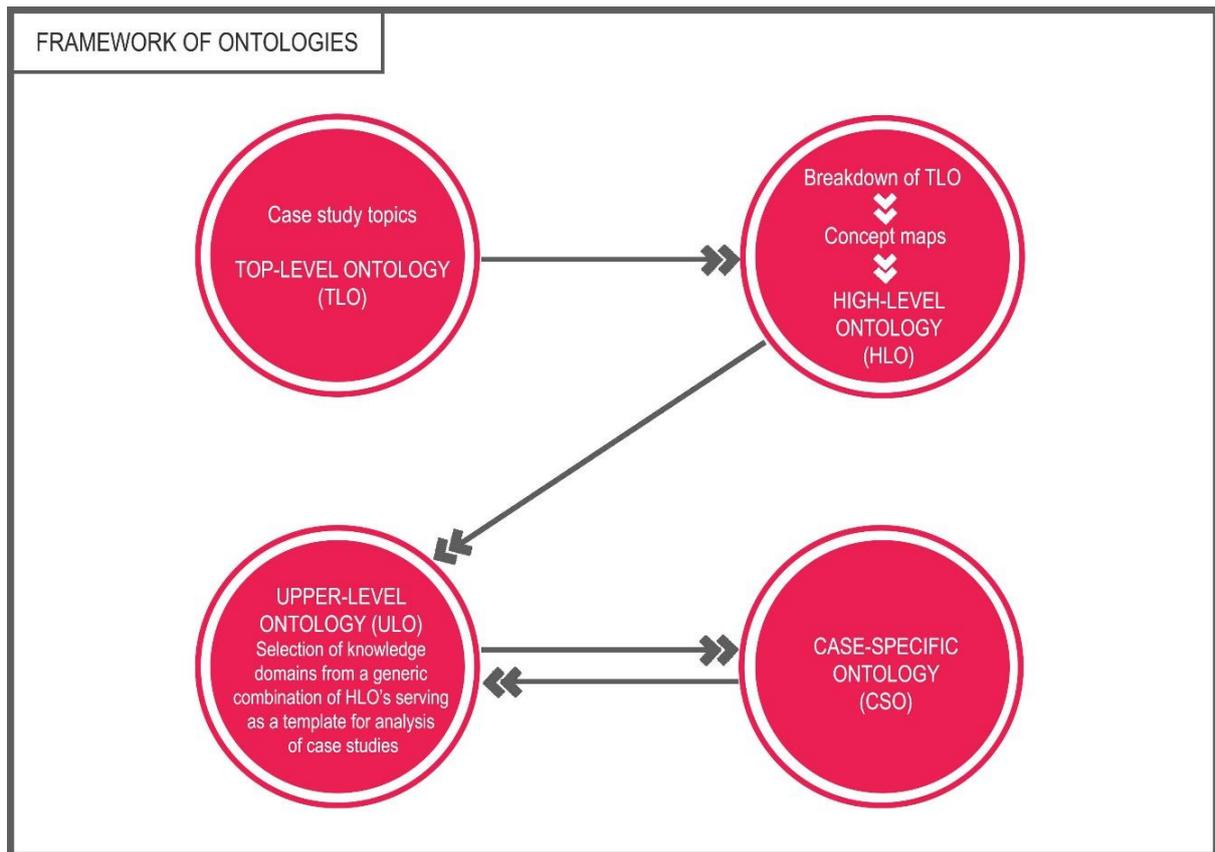 FRAMEWORK OF ONTOLOGIES
Case study topics
TOP-LEVEL ONTOLOGY
(TLO)
Breakdown of TLO
Concept maps
HIGH-LEVEL
ONTOLOGY
(HLO)
UPPER-LEVEL
ONTOLOGY (ULO)
Selection of knowledge
domains from a generic
combination of HLO's serving
as a template for analysis
of case studies
CASE-SPECIFIC
ONTOLOGY
(CSO)